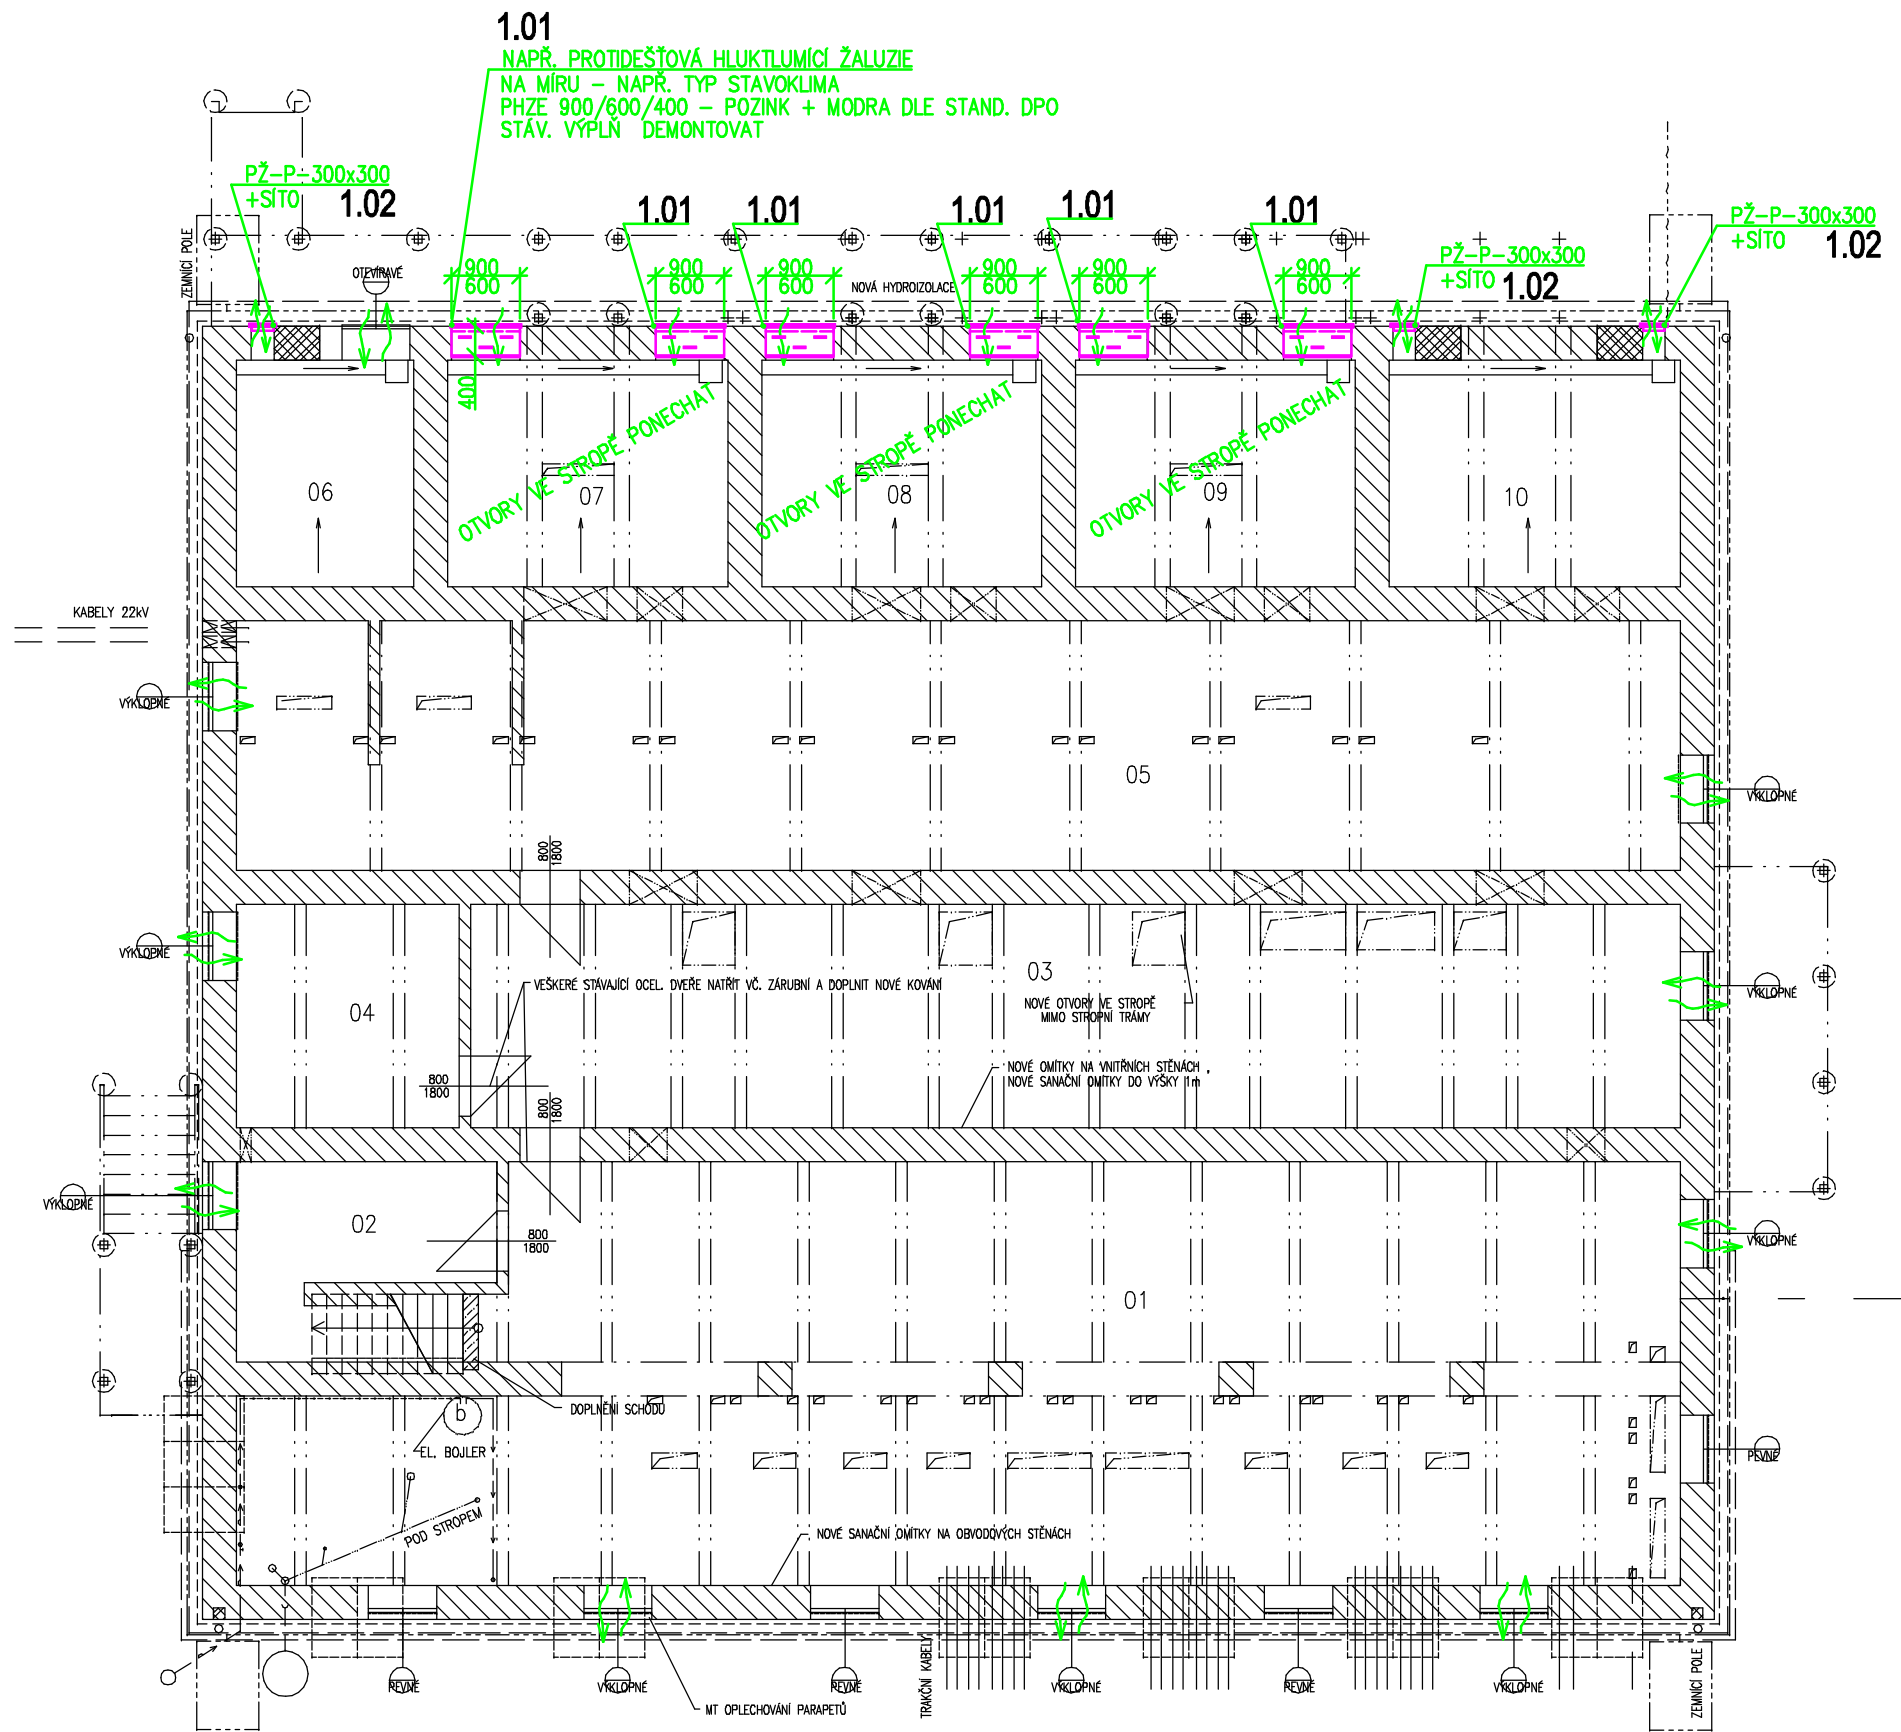 1.01
NAPŘ. PROTIDEŠŤOVÁ HLUKTLUMÍCÍ ŽALUZIE
NA MÍRU – NAPŘ. TYP STAVOKLIMA
PHZE 900/600/400 – POZINK + MODRA DLE STAND. DPO
STÁV. VÝPLŇ DEMONTOVAT
PŽ-P-300x300
+SÍTO
1.02
1.01
1.01
1.01
1.01
1.01
PŽ-P-300x300
+SÍTO
1.02
PŽ-P-300x300
+SÍTO
1.02
ZEMNÍCÍ POLE
OTEVÍRAVÉ
NOVÁ HYDROIZOLACE
900
600
900
600
900
600
900
600
900
600
900
600
400
OTVORY VE STROPĚ PONECHAT
OTVORY VE STROPĚ PONECHAT
OTVORY VE STROPĚ PONECHAT
06
07
08
09
10
KABELY 22kV
VÝKLOPNÉ
05
VÝKLOPNÉ
800
1800
VÝKLOPNÉ
03
VEŠKERÉ STÁVAJÍCÍ OCEL. DVEŘE NATŘÍT VČ. ZÁRUBNÍ A DOPLNIT NOVÉ KOVÁNÍ
04
NOVÉ OTVORY VE STROPĚ
MIMO STROPNÍ TRÁMY
VÝKLOPNÉ
NOVÉ OMÍTKY NA VNITŘNÍCH STĚNÁCH ,
NOVÉ SANAČNÍ OMÍTKY DO VÝŠKY 1m
800
1800
800
1800
VÝKLOPNÉ
02
800
1800
VÝKLOPNÉ
01
DOPLNĚNÍ SCHODŮ
b
EL. BOJLER
PEVNÉ
POD STROPEM
NOVÉ SANAČNÍ OMÍTKY NA OBVODOVÝCH STĚNÁCH
PEVNÉ
VÝKLOPNÉ
PEVNÉ
TRAKČNÍ KABELY
VÝKLOPNÉ
PEVNÉ
VÝKLOPNÉ
ZEMNÍCÍ POLE
MT OPLECHOVÁNÍ PARAPETŮ